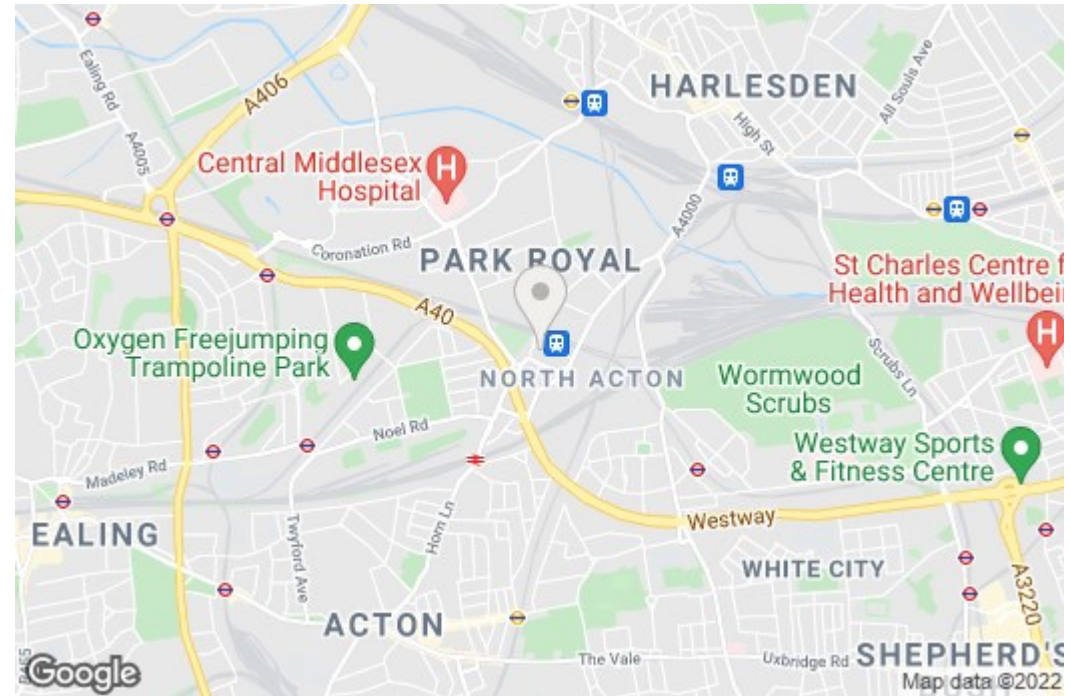 Ealing Rd
A4005
A406
HARLESDEN
All Souls Ave
High St
Central Middlesex
Hospital
H
A4000
Coronation Rd
PARK ROYAL
St Charles Centre f
Health and Wellbei
H
A40
Oxygen Freejumping
Trampoline Park
NORTH ACTON
Wormwood
Scrubs
Scrubs Ln
Noel Rd
Madeley Rd
Westway Sports
& Fitness Centre
EALING
Twyford Ave
Horn Ln
Westway
WHITE CITY
A3220
ACTON
The Vale
Uxbridge Rd
SHEPHERD'S
Google
Map data ©2022